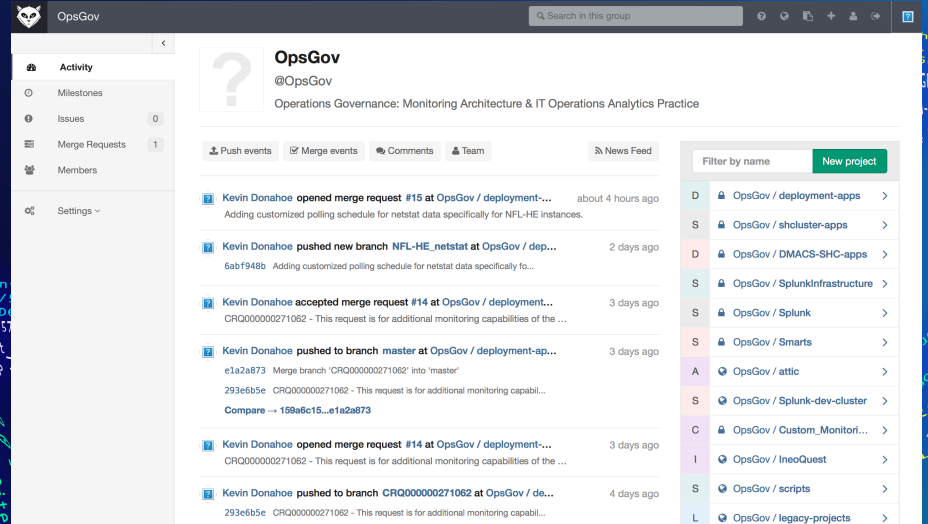 OpsGov
Search in this group
Activity
Milestones
Issues 0
Merge Requests 1
Members
Settings
OpsGov
@OpsGov
Operations Governance: Monitoring Architecture & IT Operations Analytics Practice
Push events
Merge events
Comments
Team
News Feed
Kevin Donahoe opened merge request #15 at OpsGov / deployment-... about 4 hours ago
Adding customized polling schedule for netstat data specifically for NFL-HE instances.
Kevin Donahoe pushed new branch NFL-HE_netstat at OpsGov / dep... 2 days ago
6abf948b Adding customized polling schedule for netstat data specifically fo...
Kevin Donahoe accepted merge request #14 at OpsGov / deployment... 3 days ago
CRQ000000271062 - This request is for additional monitoring capabilities of the ...
Kevin Donahoe pushed to branch master at OpsGov / deployment-ap... 3 days ago
e1a2a873 Merge branch 'CRQ000000271062' into 'master'
293e6b5e CRQ000000271062 - This request is for additional monitoring capabil...
Compare → 159a6c15...e1a2a873
Kevin Donahoe opened merge request #14 at OpsGov / deployment-... 3 days ago
CRQ000000271062 - This request is for additional monitoring capabilities of the ...
Kevin Donahoe pushed to branch CRQ000000271062 at OpsGov / de... 4 days ago
293e6b5e CRQ000000271062 - This request is for additional monitoring capabil...
Filter by name
New project
D OpsGov / deployment-apps
S OpsGov / shcluster-apps
D OpsGov / DMACS-SHC-apps
S OpsGov / SplunkInfrastructure
S OpsGov / Splunk
S OpsGov / Smarts
A OpsGov / attic
S OpsGov / Splunk-dev-cluster
C OpsGov / Custom_Monitori...
I OpsGov / IneoQuest
S OpsGov / scripts
L OpsGov / legacy-projects